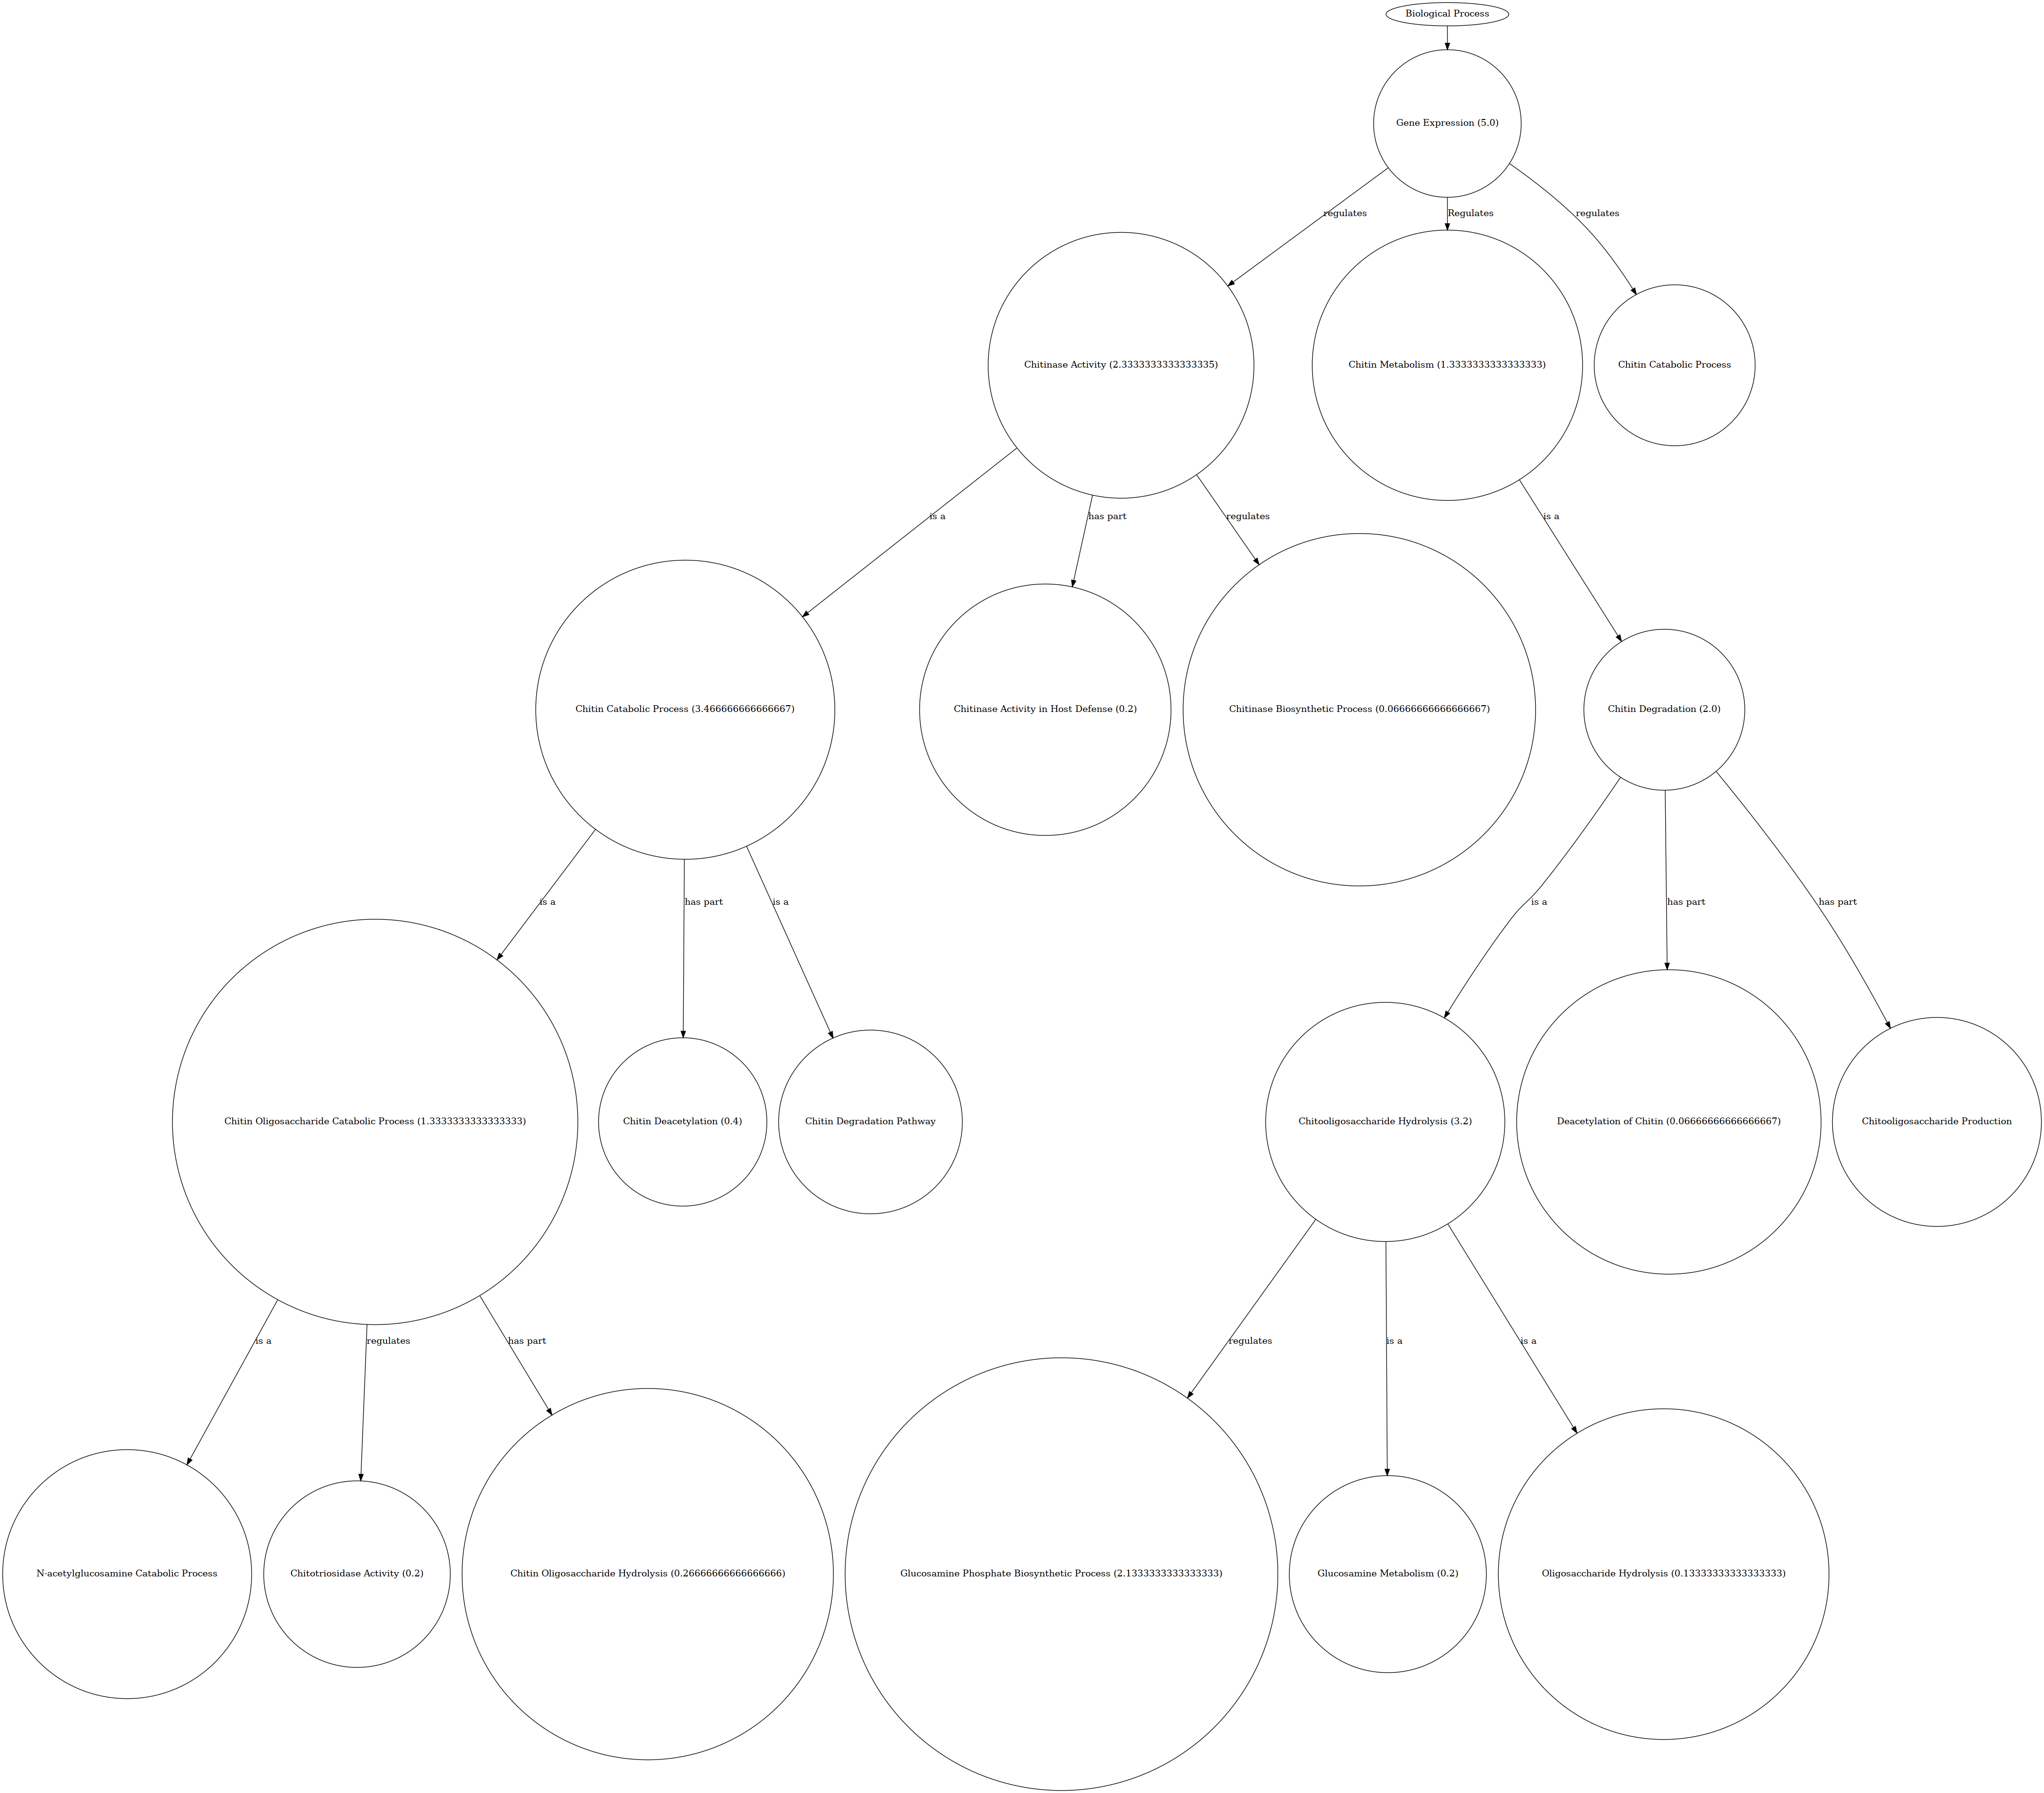 Biological Process
Gene Expression (5.0)
regulates
Regulates
regulates
Chitinase Activity (2.3333333333333335)
Chitin Metabolism (1.3333333333333333)
Chitin Catabolic Process
is a
has part
regulates
is a
Chitin Catabolic Process (3.466666666666667)
Chitinase Activity in Host Defense (0.2)
Chitinase Biosynthetic Process (0.06666666666666667)
Chitin Degradation (2.0)
is a
has part
is a
is a
has part
has part
Chitin Oligosaccharide Catabolic Process (1.3333333333333333)
Chitin Deacetylation (0.4)
Chitin Degradation Pathway
Chitooligosaccharide Hydrolysis (3.2)
Deacetylation of Chitin (0.06666666666666667)
Chitooligosaccharide Production
is a
regulates
has part
regulates
is a
is a
N-acetylglucosamine Catabolic Process
Chitotriosidase Activity (0.2)
Chitin Oligosaccharide Hydrolysis (0.26666666666666666)
Glucosamine Phosphate Biosynthetic Process (2.1333333333333333)
Glucosamine Metabolism (0.2)
Oligosaccharide Hydrolysis (0.13333333333333333)